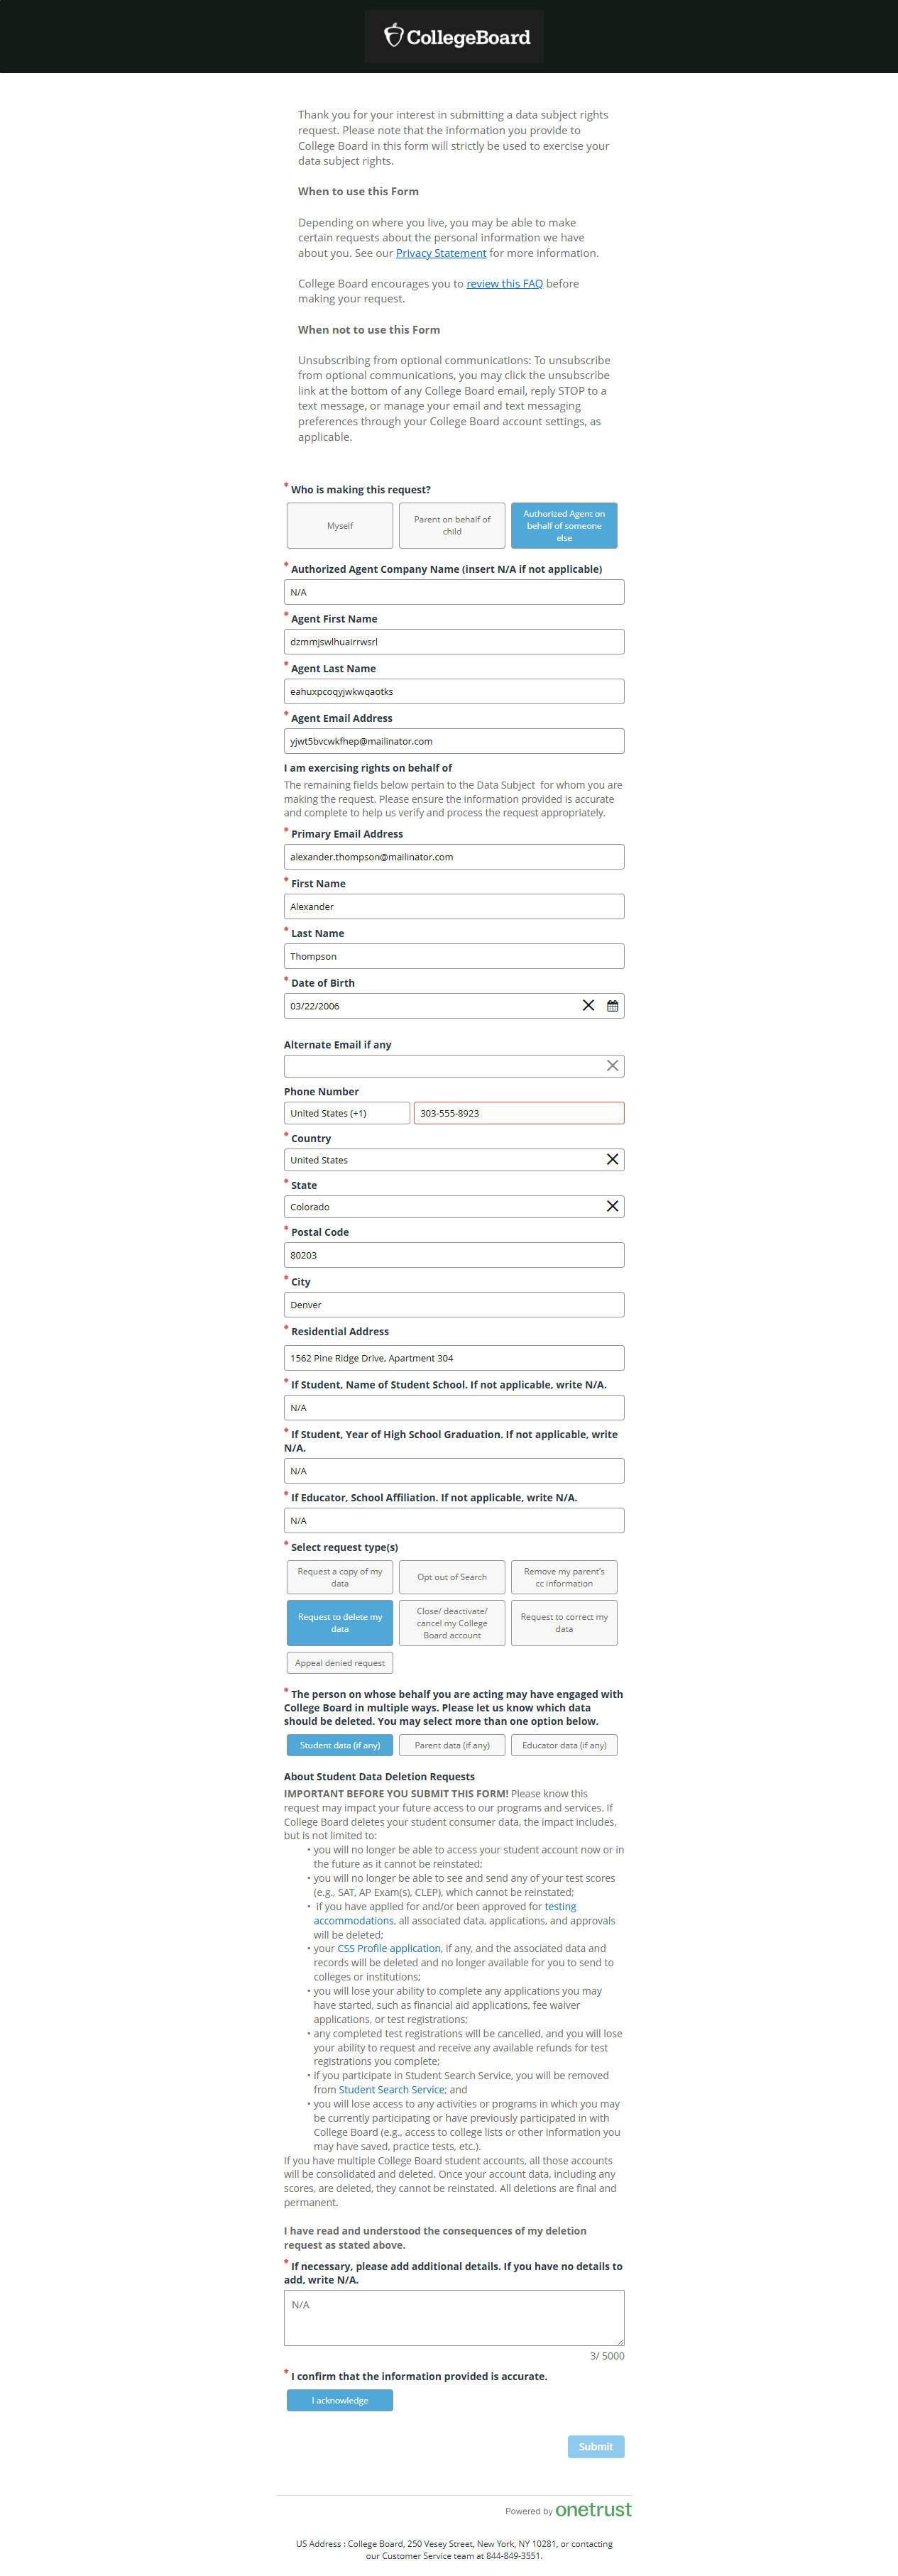 CollegeBoard
Thank you for your interest in submitting a data subject rights
request. Please note that the information you provide to
College Board in this form will strictly be used to exercise your
data subject rights.
When to use this Form
Depending on where you live, you may be able to make
certain requests about the personal information we have
about you. See our Privacy Statement for more information.
College Board encourages you to review this FAQ before
making your request.
When not to use this Form
Unsubscribing from optional communications: To unsubscribe
from optional communications, you may click the unsubscribe
link at the bottom of any College Board email, reply STOP to a
text message, or manage your email and text messaging
preferences through your College Board account settings, as
applicable.
* Who is making this request?
Myself
Parent on behalf of
child
Authorized Agent on
behalf of someone
else
* Authorized Agent Company Name (insert N/A if not applicable)
N/A
* Agent First Name
dzmmjswlhuairrwsrl
* Agent Last Name
eahuxpcoqyjwkwqaotks
* Agent Email Address
yjwt5bvcwkfhep@mailinator.com
I am exercising rights on behalf of
The remaining fields below pertain to the Data Subject for whom you are
making the request. Please ensure the information provided is accurate
and complete to help us verify and process the request appropriately.
* Primary Email Address
alexander.thompson@mailinator.com
* First Name
Alexander
* Last Name
Thompson
* Date of Birth
03/22/2006
Alternate Email if any
Phone Number
United States (+1) 303-555-8923
* Country
United States
* State
Colorado
* Postal Code
80203
* City
Denver
* Residential Address
1562 Pine Ridge Drive, Apartment 304
* If Student, Name of Student School. If not applicable, write N/A.
N/A
* If Student, Year of High School Graduation. If not applicable, write
N/A.
N/A
* If Educator, School Affiliation. If not applicable, write N/A.
N/A
* Select request type(s)
Request a copy of my
data
Opt out of Search
Remove my parent's
cc information
Request to delete my
data
Close/ deactivate/
cancel my College
Board account
Request to correct my
data
Appeal denied request
* The person on whose behalf you are acting may have engaged with
College Board in multiple ways. Please let us know which data
should be deleted. You may select more than one option below.
Student data (if any)
Parent data (if any)
Educator data (if any)
About Student Data Deletion Requests
IMPORTANT BEFORE YOU SUBMIT THIS FORM! Please know this
request may impact your future access to our programs and services. If
College Board deletes your student consumer data, the impact includes,
but is not limited to:
• you will no longer be able to access your student account now or in
the future as it cannot be reinstated;
• you will no longer be able to see and send any of your test scores
(e.g., SAT, AP Exam(s), CLEP), which cannot be reinstated;
• if you have applied for and/or been approved for testing
accommodations, all associated data, applications, and approvals
will be deleted;
• your CSS Profile application, if any, and the associated data and
records will be deleted and no longer available for you to send to
colleges or institutions;
• you will lose your ability to complete any applications you may
have started, such as financial aid applications, fee waiver
applications, or test registrations;
• any completed test registrations will be cancelled, and you will lose
your ability to request and receive any available refunds for test
registrations you complete;
• if you participate in Student Search Service, you will be removed
from Student Search Service; and
• you will lose access to any activities or programs in which you may
be currently participating or have previously participated in with
College Board (e.g., access to college lists or other information you
may have saved, practice tests, etc.).
If you have multiple College Board student accounts, all those accounts
will be consolidated and deleted. Once your account data, including any
scores, are deleted, they cannot be reinstated. All deletions are final and
permanent.
I have read and understood the consequences of my deletion
request as stated above.
* If necessary, please add additional details. If you have no details to
add, write N/A.
N/A
3/ 5000
* I confirm that the information provided is accurate.
I acknowledge
Submit
Powered by onetrust
US Address : College Board, 250 Vesey Street, New York, NY 10281, or contacting
our Customer Service team at 844-849-3551.